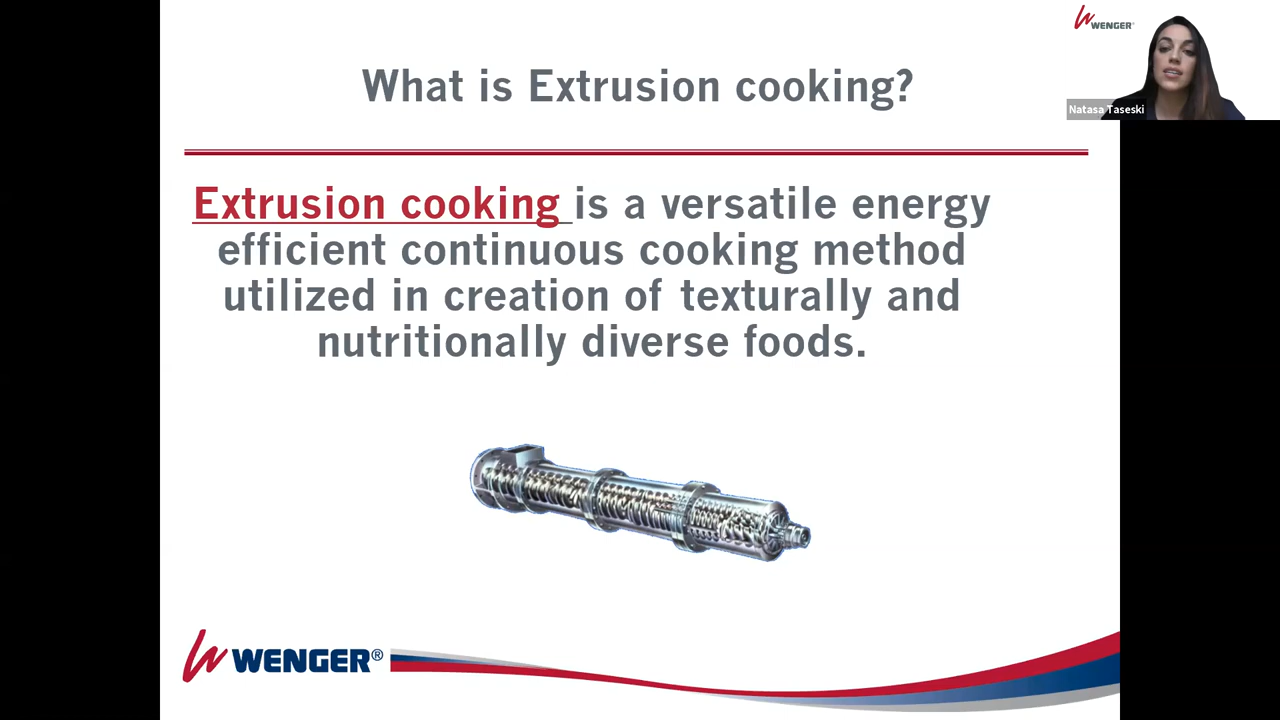 WENGER
What is Extrusion cooking?
Natasa Taseski
Extrusion cooking is a versatile energy
efficient continuous cooking method
utilized in creation of texturally and
nutritionally diverse foods.
WENGER®